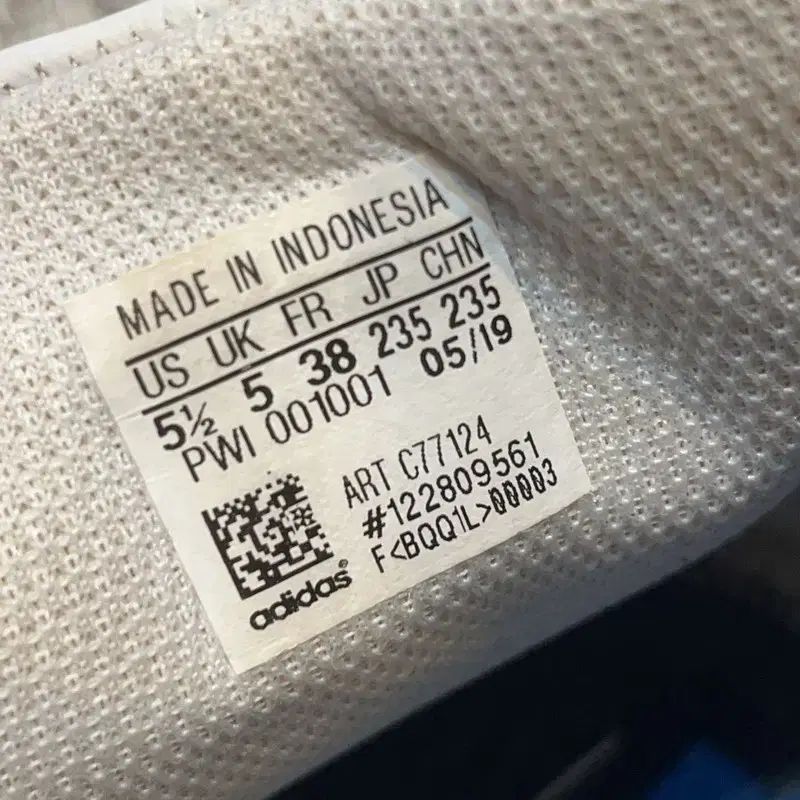 MADE IN INDONESIA
US UK FR JP CHN
5½ 5 38 235 235
PWI 001001 05/19
ART C77124
#122809561
F<BQQ1L>00003
adidas